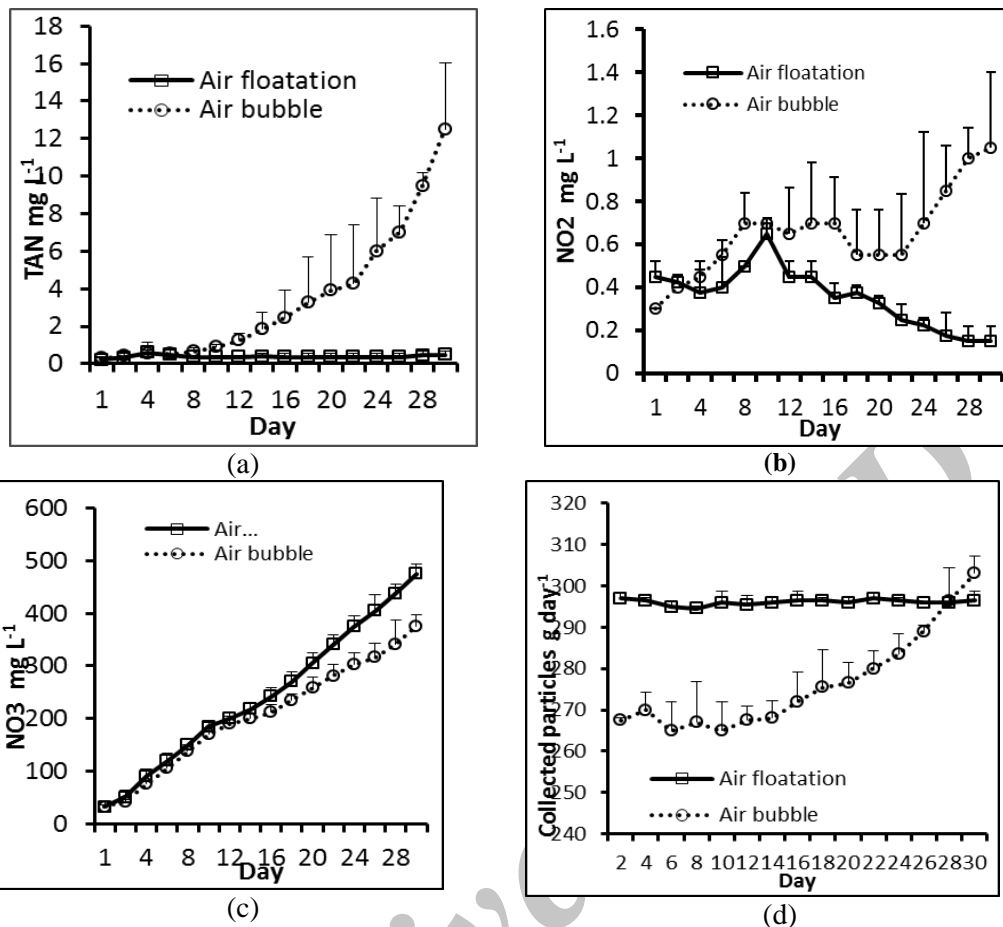 18
16
14
12
10
8
6
4
2
0
TAN mg L-1
Air floatation
Air bubble
1 4 8 12 16 20 24 28
Day
(a)
1.6
1.4
1.2
1
0.8
0.6
0.4
0.2
0
NO2 mg L-1
Air floatation
Air bubble
1 4 8 12 16 20 24 28
Day
(b)
600
500
400
300
200
100
0
NO3 mg L-1
Air...
Air bubble
1 4 8 12 16 20 24 28
Day
(c)
320
310
300
290
280
270
260
250
240
Collected particles g day-1
Air floatation
Air bubble
2 4 6 8 10 12 14 16 18 20 22 24 26 28 30
Day
(d)